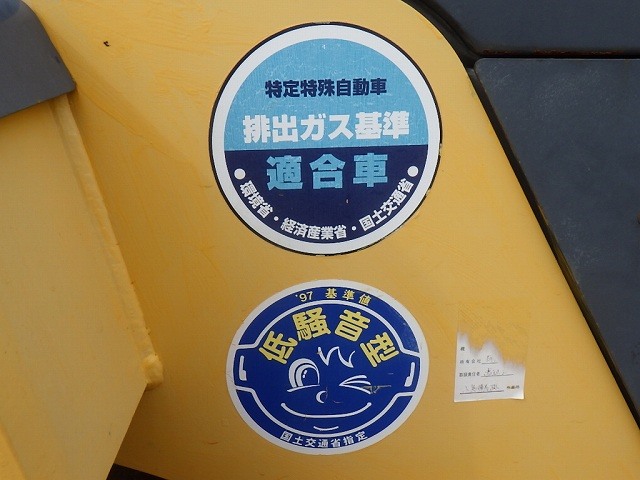 特定特殊自動車
排出ガス基準
適合車
環境省・経済産業省・国土交通省
'97 基準値
低騒音型
国土交通省指定